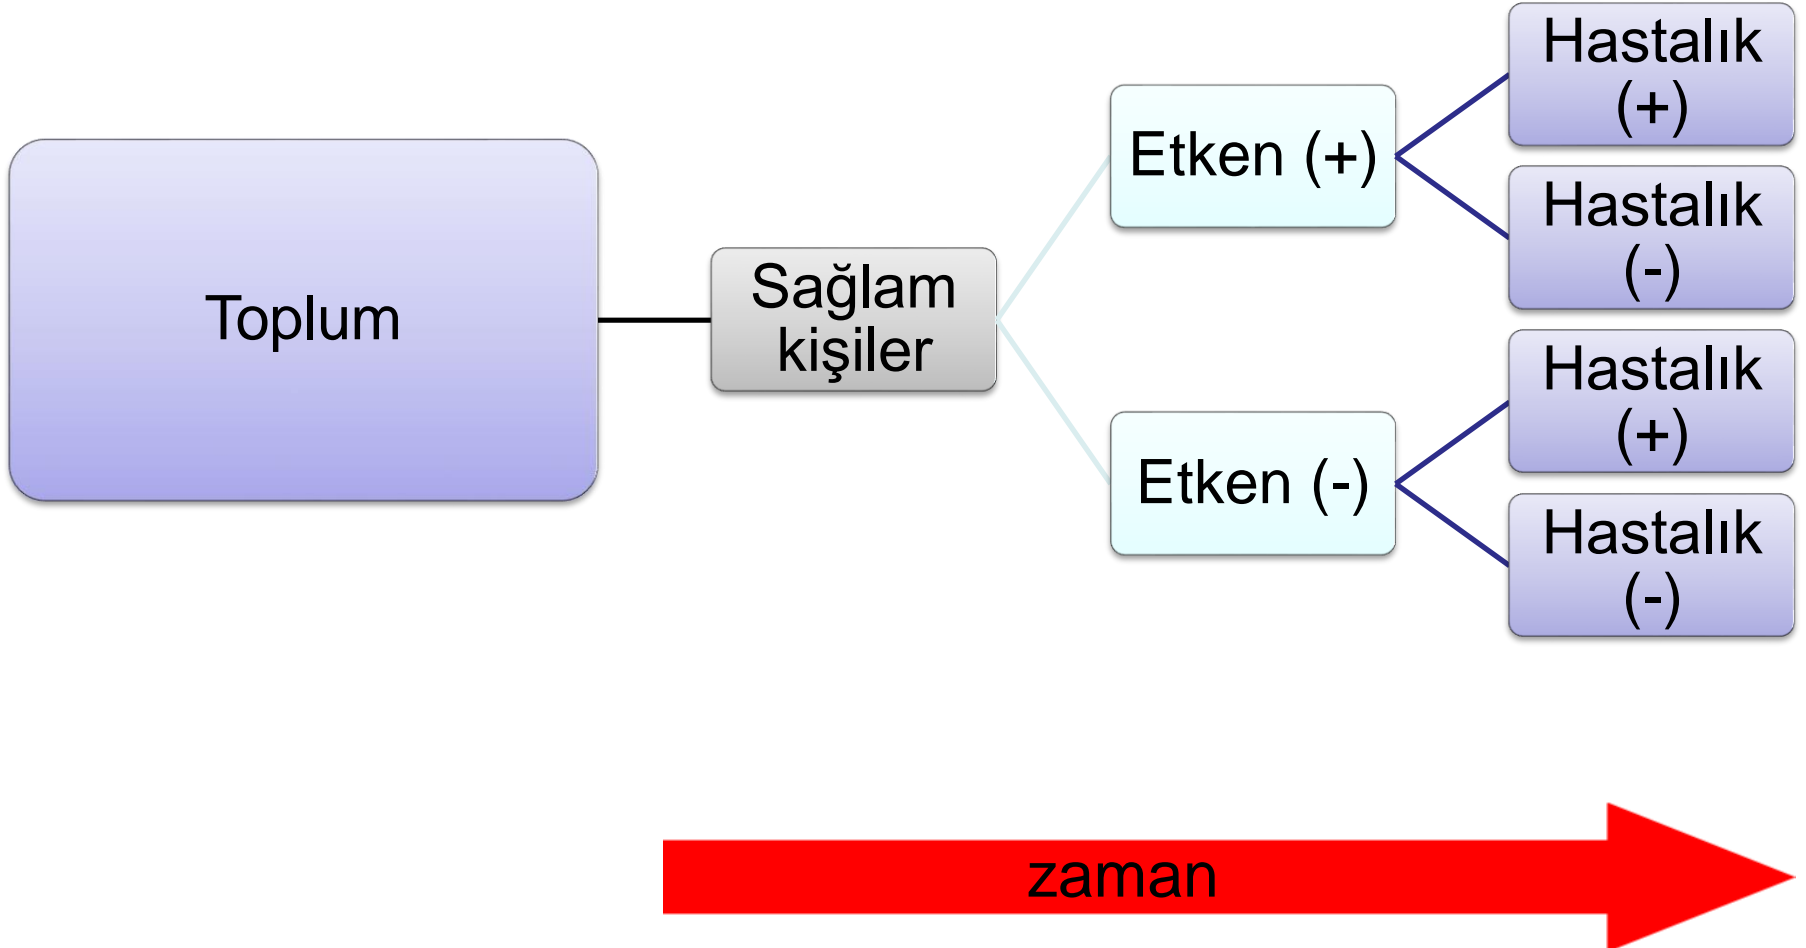 Toplum
Sağlam
kişiler
Etken (+)
Etken (-)
Hastalık
(+)
Hastalık
(-)
Hastalık
(+)
Hastalık
(-)
zaman